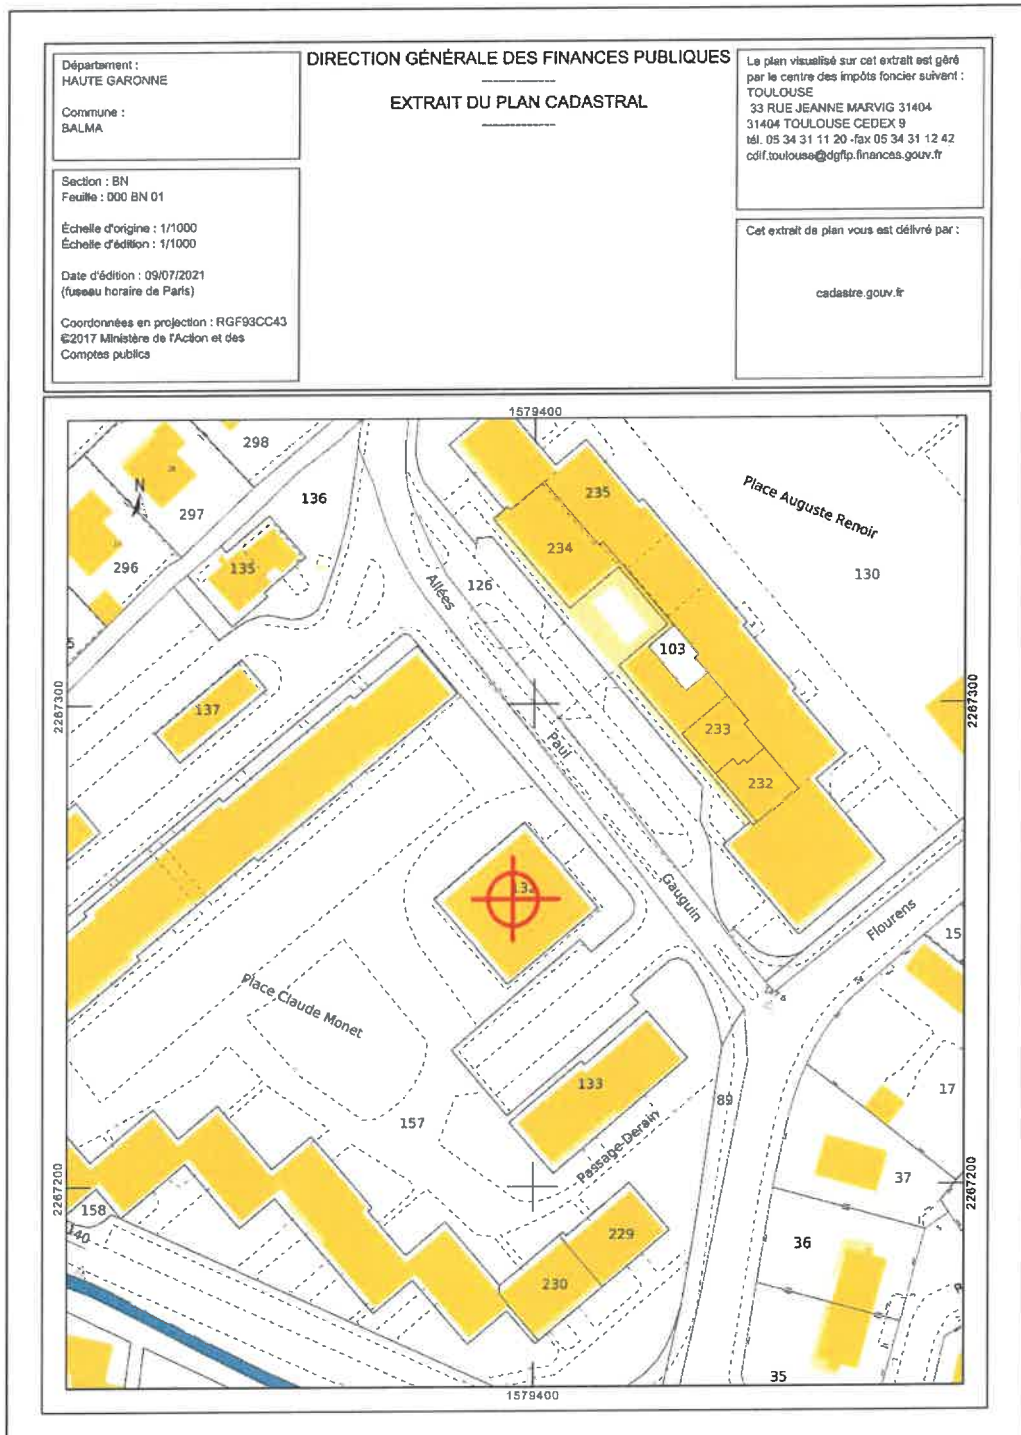 Département :
HAUTE GARONNE
Commune :
BALMA
Section : BN
Feuille : 000 BN 01
Échelle d'origine : 1/1000
Échelle d'édition : 1/1000
Date d'édition : 09/07/2021
(fuseau horaire de Paris)
Coordonnées en projection : RGF93CC43
©2017 Ministère de l'Action et des
Comptes publics
DIRECTION GÉNÉRALE DES FINANCES PUBLIQUES
EXTRAIT DU PLAN CADASTRAL
Le plan visualisé sur cet extrait est géré
par le centre des impôts foncier suivant :
TOULOUSE
33 RUE JEANNE MARVIG 31404
31404 TOULOUSE CEDEX 9
tél. 05 34 31 11 20 -fax 05 34 31 12 42
cdif.toulouse@dgfip.finances.gouv.fr
Cet extrait de plan vous est délivré par :
cadastre.gouv.fr
1579400
298
235
Place Auguste Renoir
136
N
297
234
296
135
126
130
Allées
103
2267300
137
233
2267300
Paul
232
132
Gauguin
Flourens
15
Place Claude Monet
133
89
17
157
Passage Derain
37
2267200
2267200
158
140
229
36
230
35
1579400